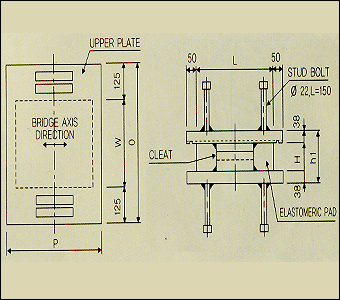 UPPER PLATE
125
BRIDGE AXIS
DIRECTION
W
O
125
P
50
L
50
STUD BOLT
Ø 22,L=150
38
CLEAT
H
h1
38
ELASTOMERIC PAD